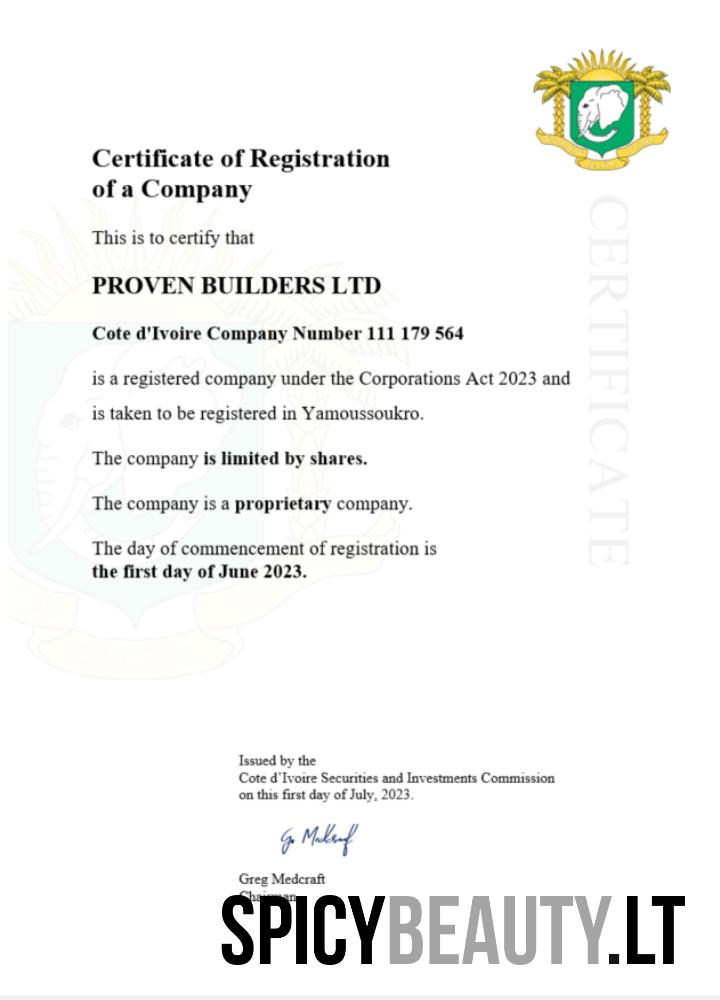 Certificate of Registration
of a Company
This is to certify that
PROVEN BUILDERS LTD
Cote d'Ivoire Company Number 111 179 564
is a registered company under the Corporations Act 2023 and
is taken to be registered in Yamoussoukro.
The company is limited by shares.
The company is a proprietary company.
The day of commencement of registration is
the first day of June 2023.
CERTIFICATE
Issued by the
Cote d'Ivoire Securities and Investments Commission
on this first day of July, 2023.
G. Medcraf
Greg Medcraft
Chairman
SPICYBEAUTY.LT